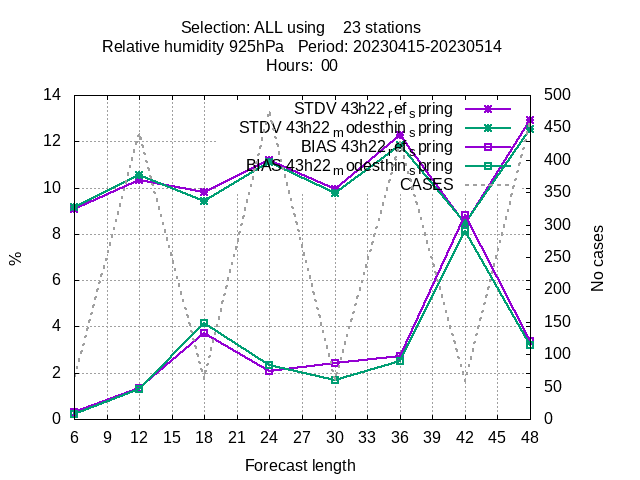 Selection: ALL using    23 stations
Relative humidity 925hPa   Period: 20230415-20230514
Hours:  00
STDV 43h22_ref_spring
STDV 43h22_modesthin_spring
BIAS 43h22_ref_spring
BIAS 43h22_modesthin_spring
CASES
%
No cases
14
12
10
8
6
4
2
0
500
450
400
350
300
250
200
150
100
50
0
6 9 12 15 18 21 24 27 30 33 36 39 42 45 48
Forecast length